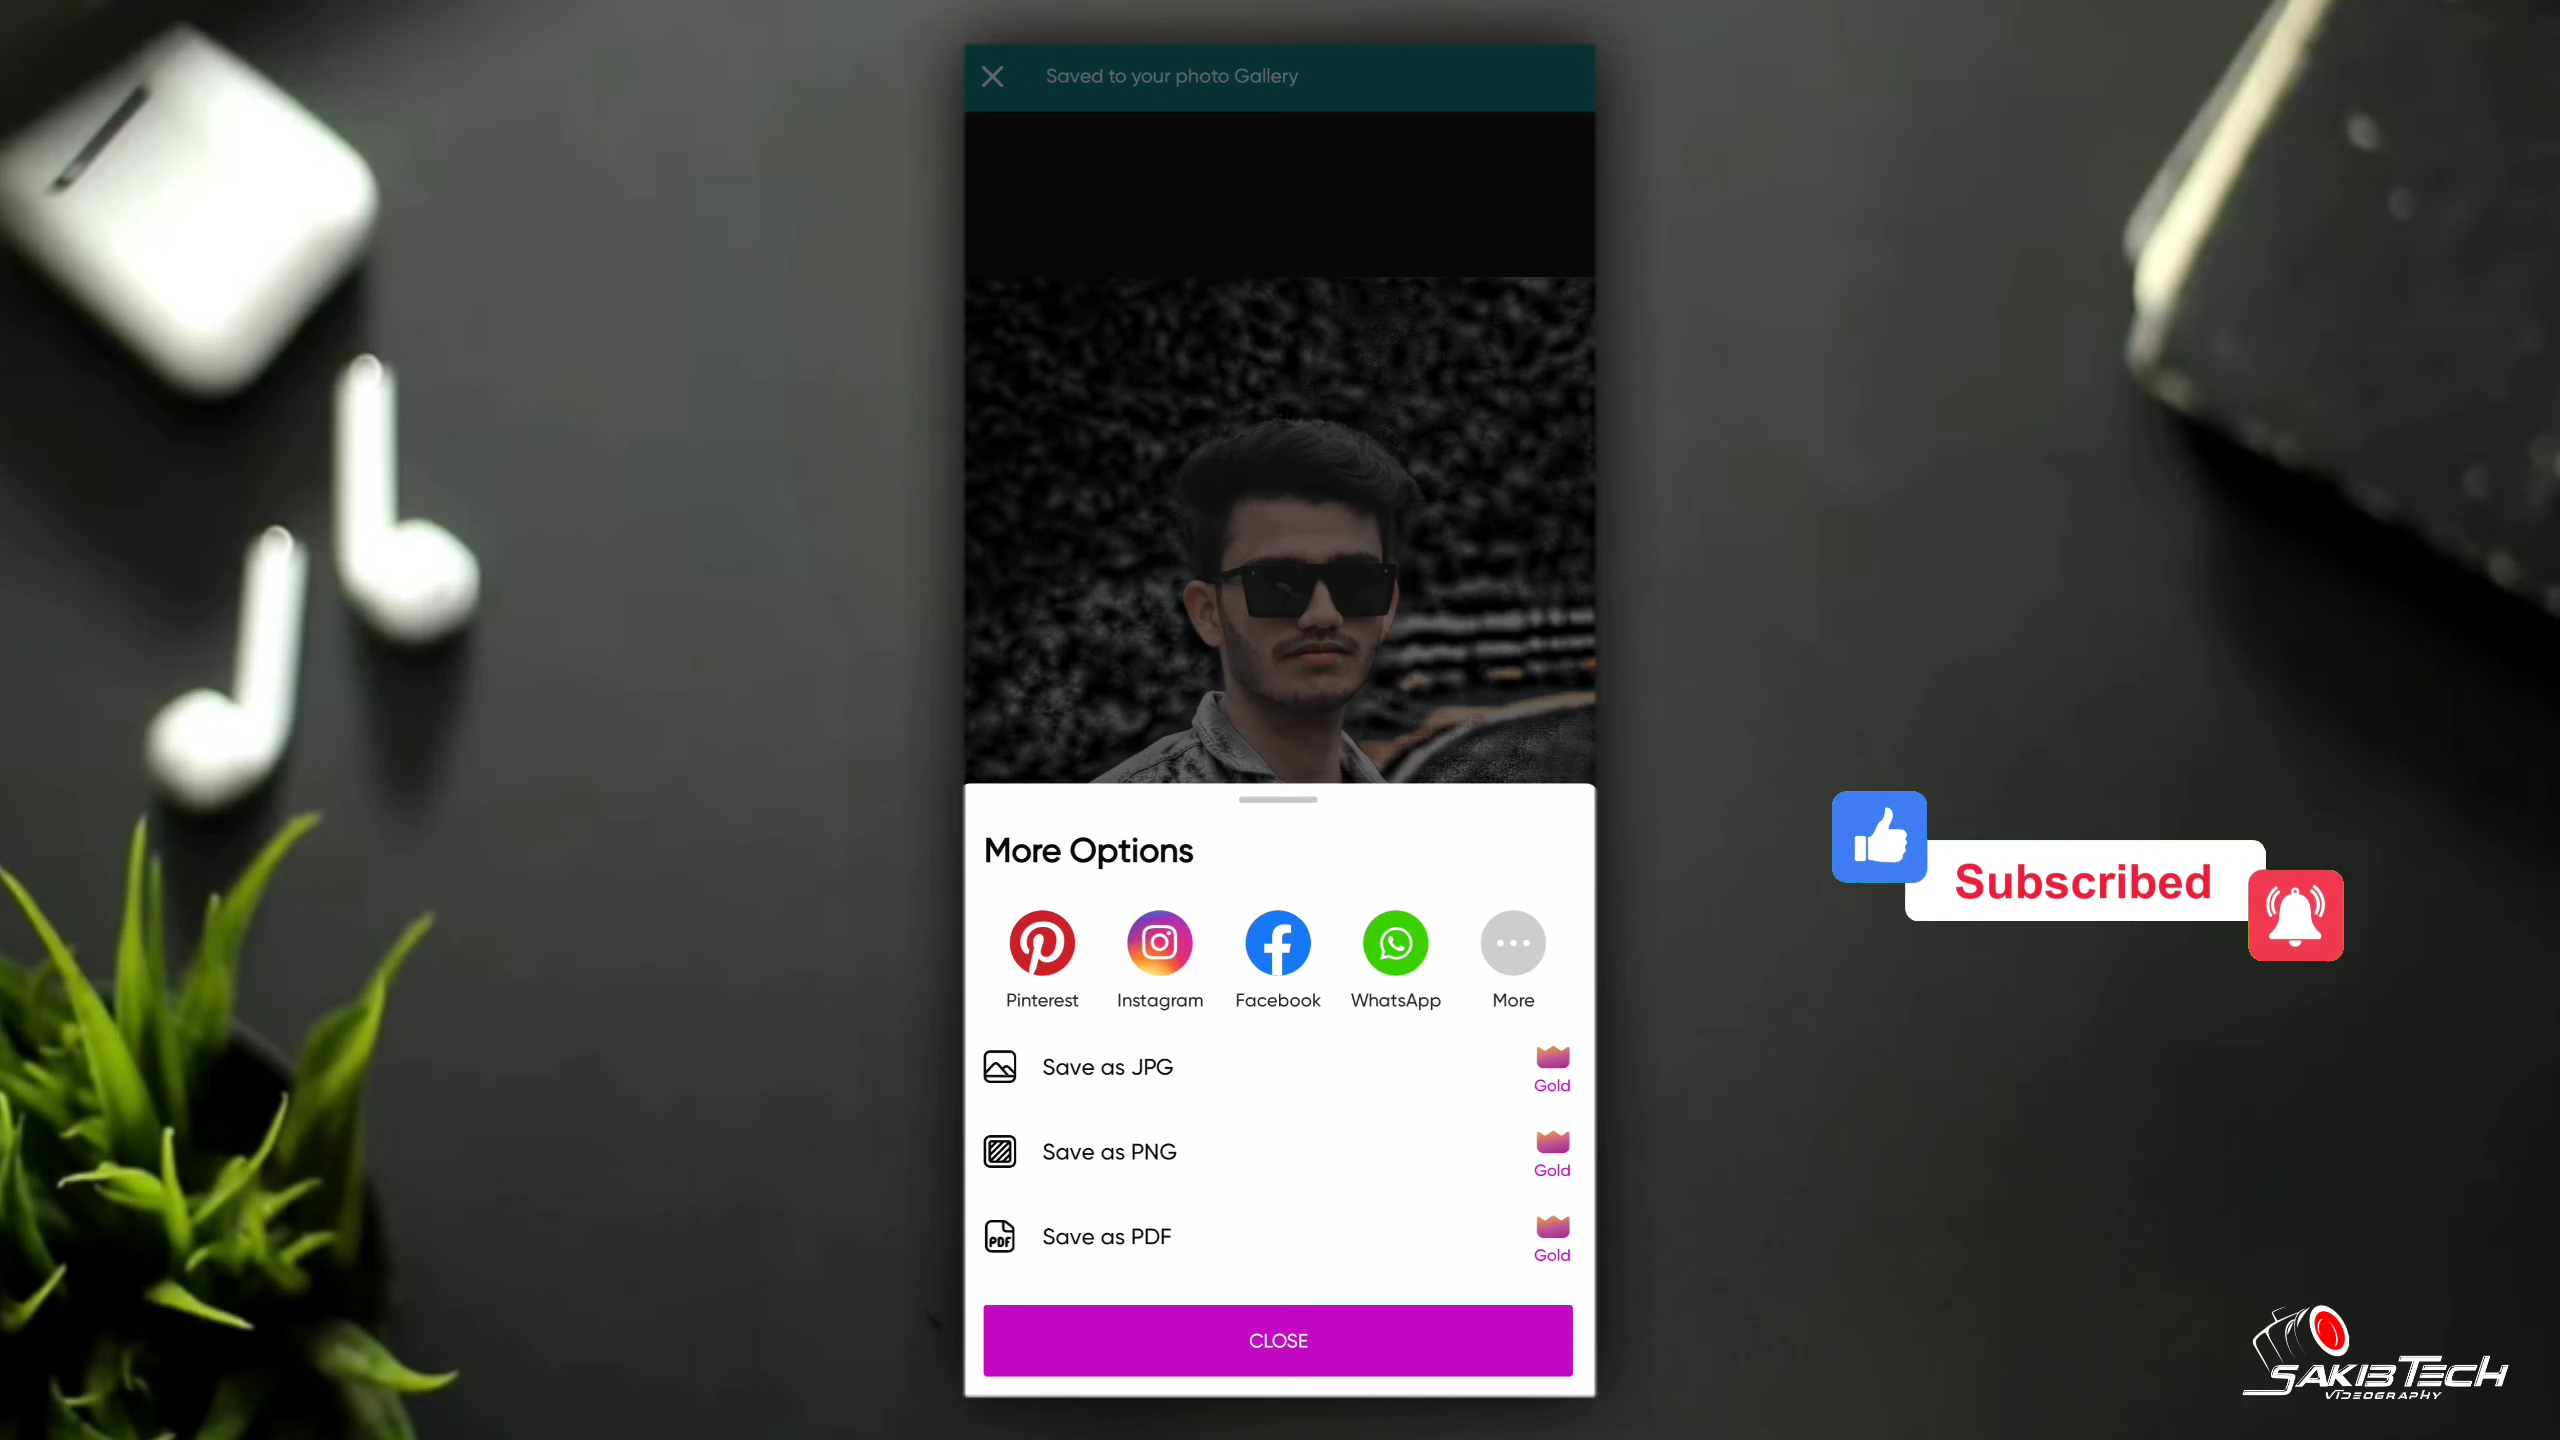 Saved to your photo Gallery
More Options
Pinterest
Instagram
Facebook
WhatsApp
More
Save as JPG
Gold
Save as PNG
Gold
PDF
Save as PDF
Gold
CLOSE
Subscribed
SAKIB TECH
VIDEOGRAPHY